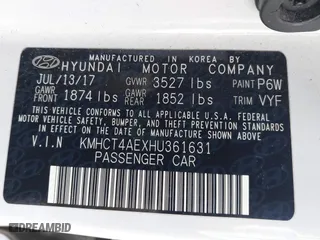 MANUFACTURED IN KOREA BY
HYUNDAI MOTOR COMPANY
JUL/13/17 GVWR 3527 lbs PAINT P6W
GAWR FRONT 1874 lbs GAWR REAR 1852 lbs TRIM VYF
THIS VEHICLE CONFORMS TO ALL APPLICABLE
FEDERAL MOTOR VEHICLE SAFETY, BUMPER,
AND THEFT PREVENTION STANDARDS IN EFFECT
ON THE DATE OF MANUFACTURE SHOWN ABOVE.
V.I.N KMHCT4AEXHU361631
PASSENGER CAR
DREAMBID